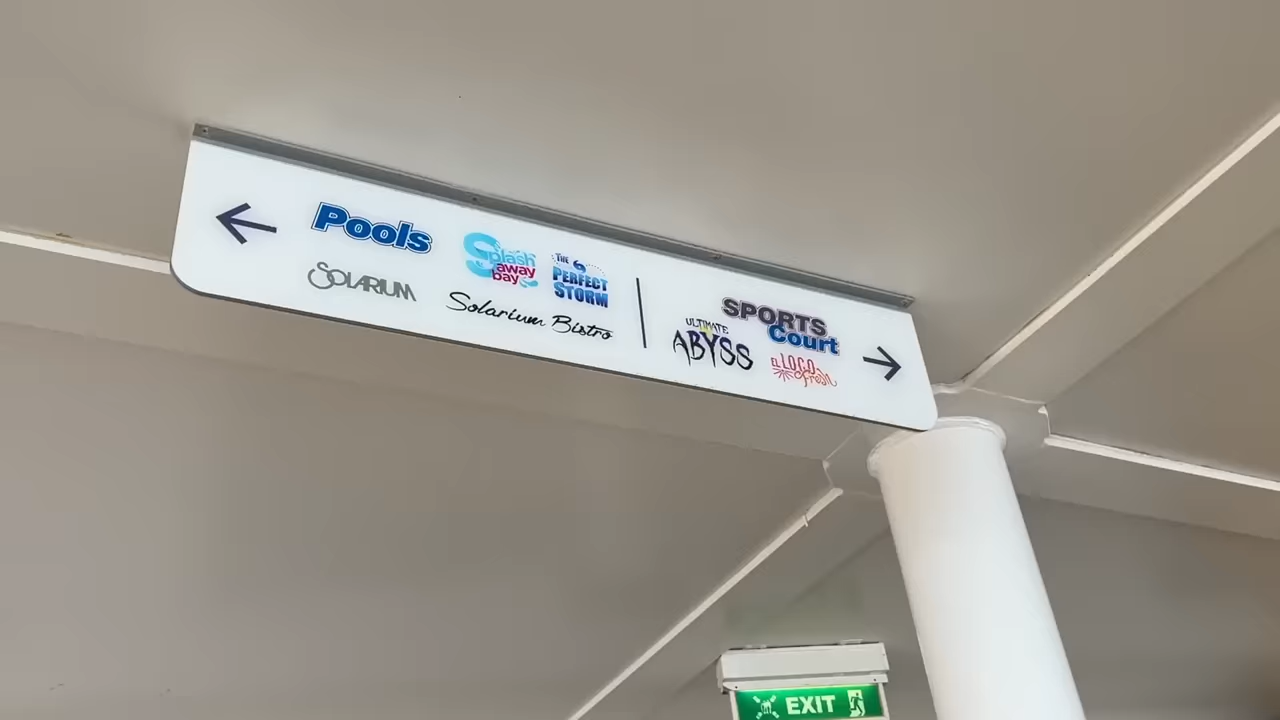 Pools
Splash
away
bay
THE
PERFECT
STORM
SOLARIUM
Solarium Bistro
SPORTS
Court
ULTIMATE
ABYSS
EL LOCO
Fresh
EXIT